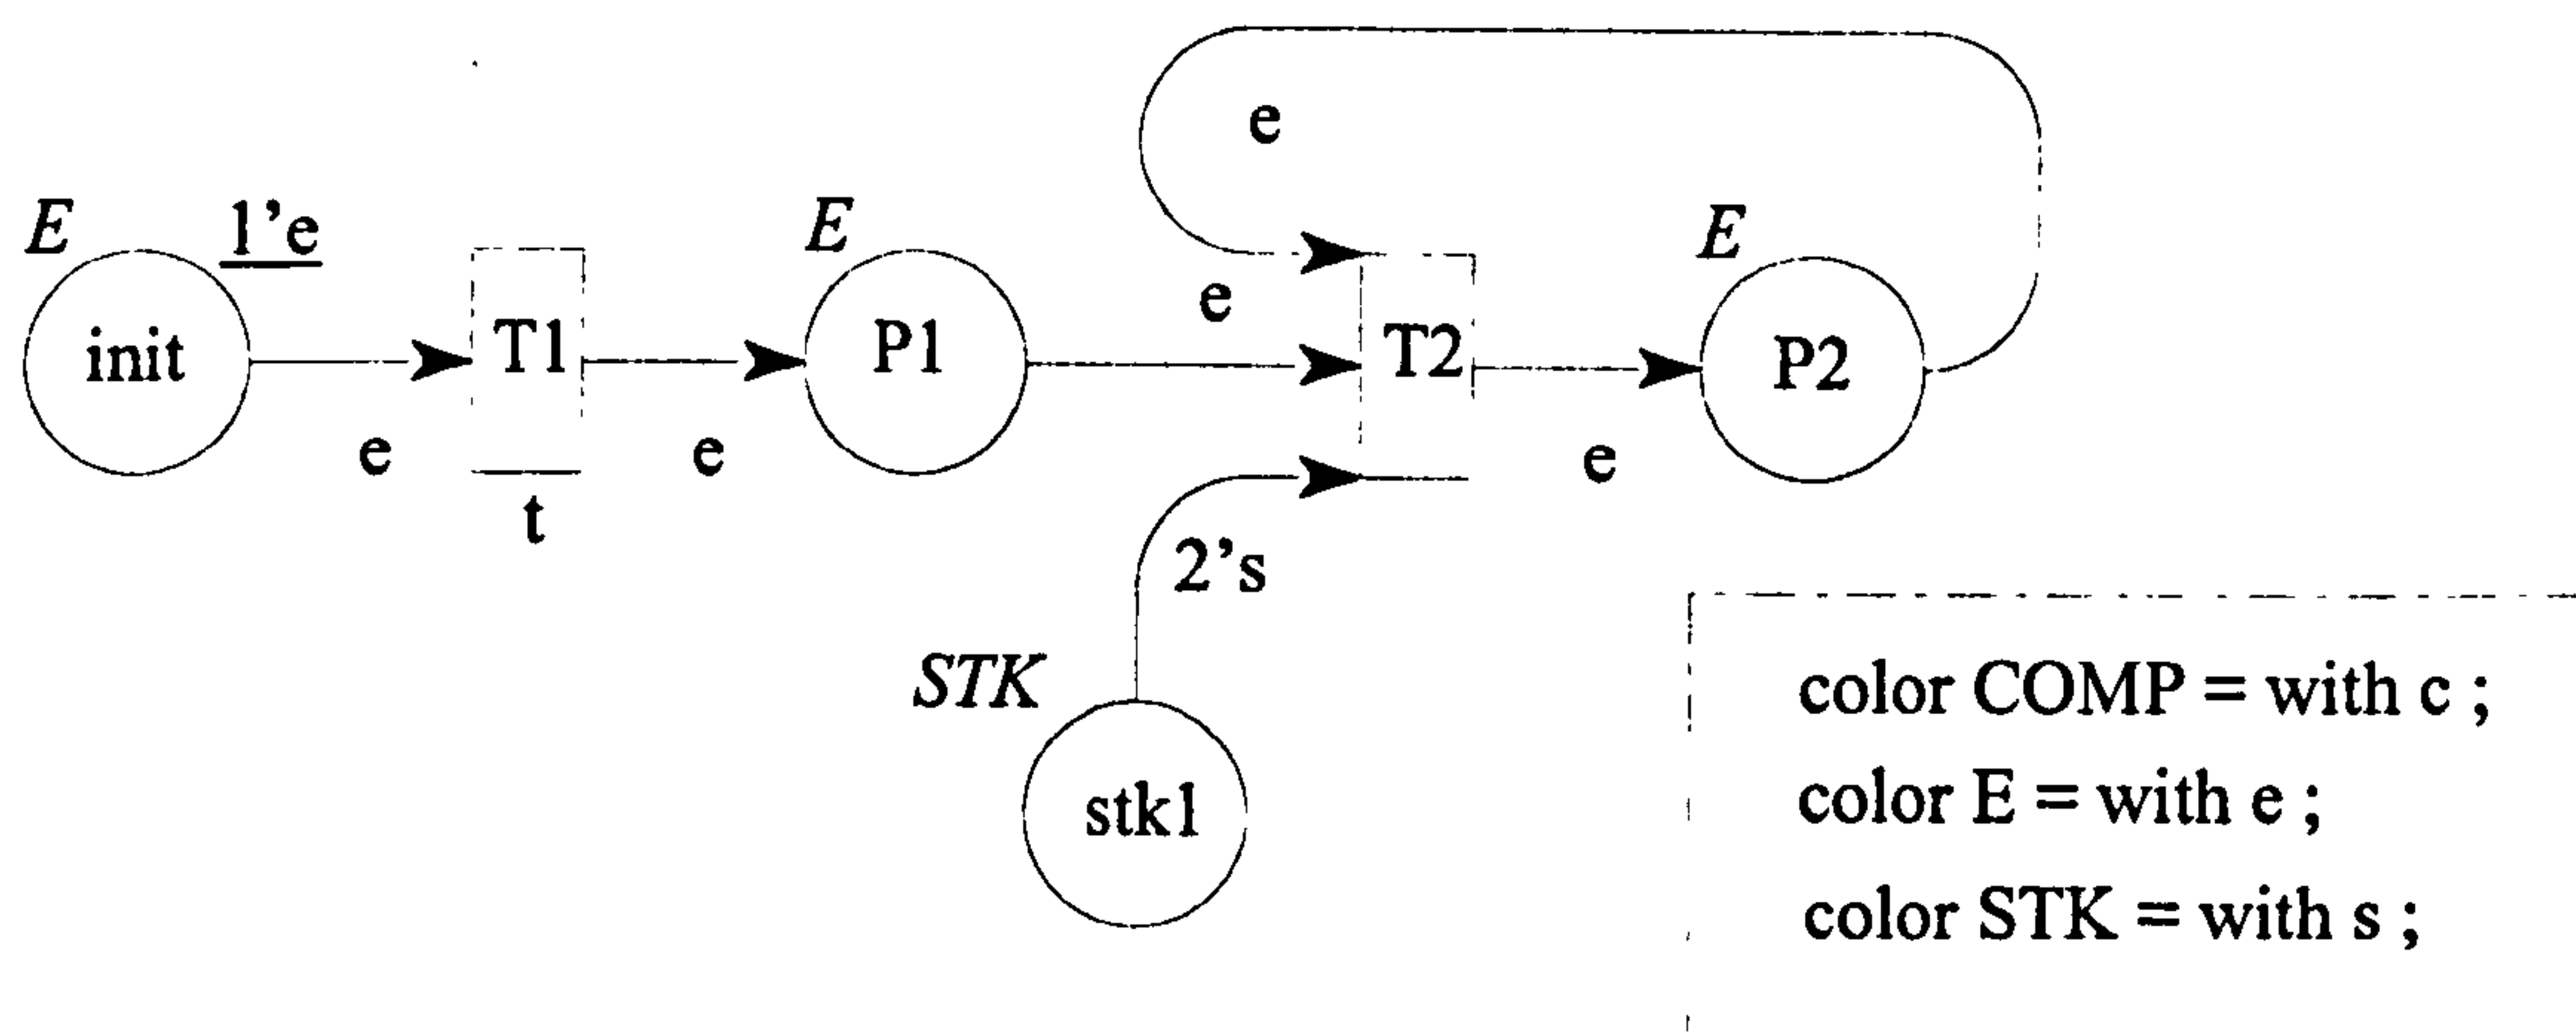 e
E 1’e E E
e
init T1 P1 T2 P2
e e e
t
2’s
STK
color COMP = with c ;
color E = with e ;
stk1
color STK = with s ;